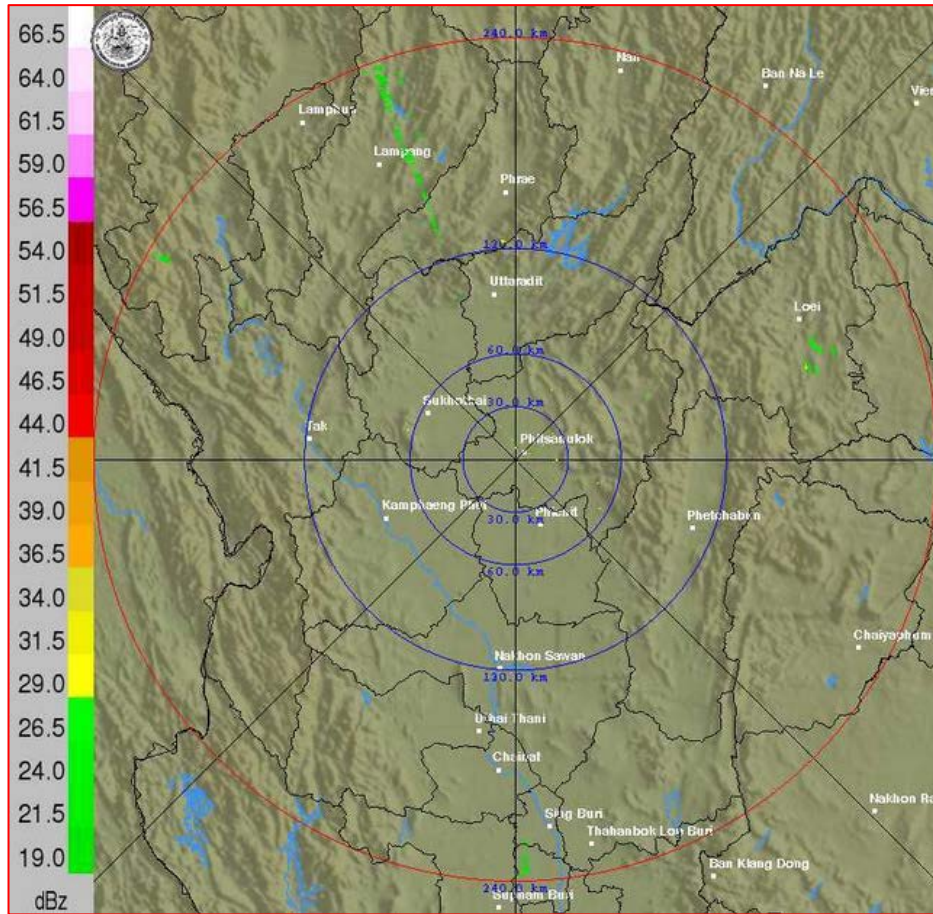 66.5
64.0
61.5
59.0
56.5
54.0
51.5
49.0
46.5
44.0
41.5
39.0
36.5
34.0
31.5
29.0
26.5
24.0
21.5
19.0
dBz
240.0 km
Nan
Ban Na Le
Lamphun
Lampang
Phrae
120.0 km
Uttaradit
Loei
60.0 km
30.0 km
Sukhothai
Tak
Phitsanulok
Kamphaeng Phet
30.0 km
Phichit
Phetchabun
60.0 km
Chaiyaphum
Nakhon Sawan
120.0 km
Uthai Thani
Chainat
Nakhon Ra
Sing Buri
Thahanbok Lop Buri
Ban Klang Dong
240.0 km
Suphan Buri